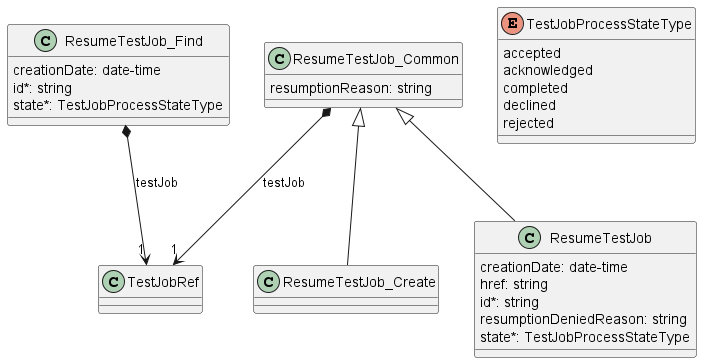 C ResumeTestJob_Find
creationDate: date-time
id*: string
state*: TestJobProcessStateType
C ResumeTestJob_Common
resumptionReason: string
E TestJobProcessStateType
accepted
acknowledged
completed
declined
rejected
testJob
testJob
1
1
C TestJobRef
C ResumeTestJob_Create
C ResumeTestJob
creationDate: date-time
href: string
id*: string
resumptionDeniedReason: string
state*: TestJobProcessStateType